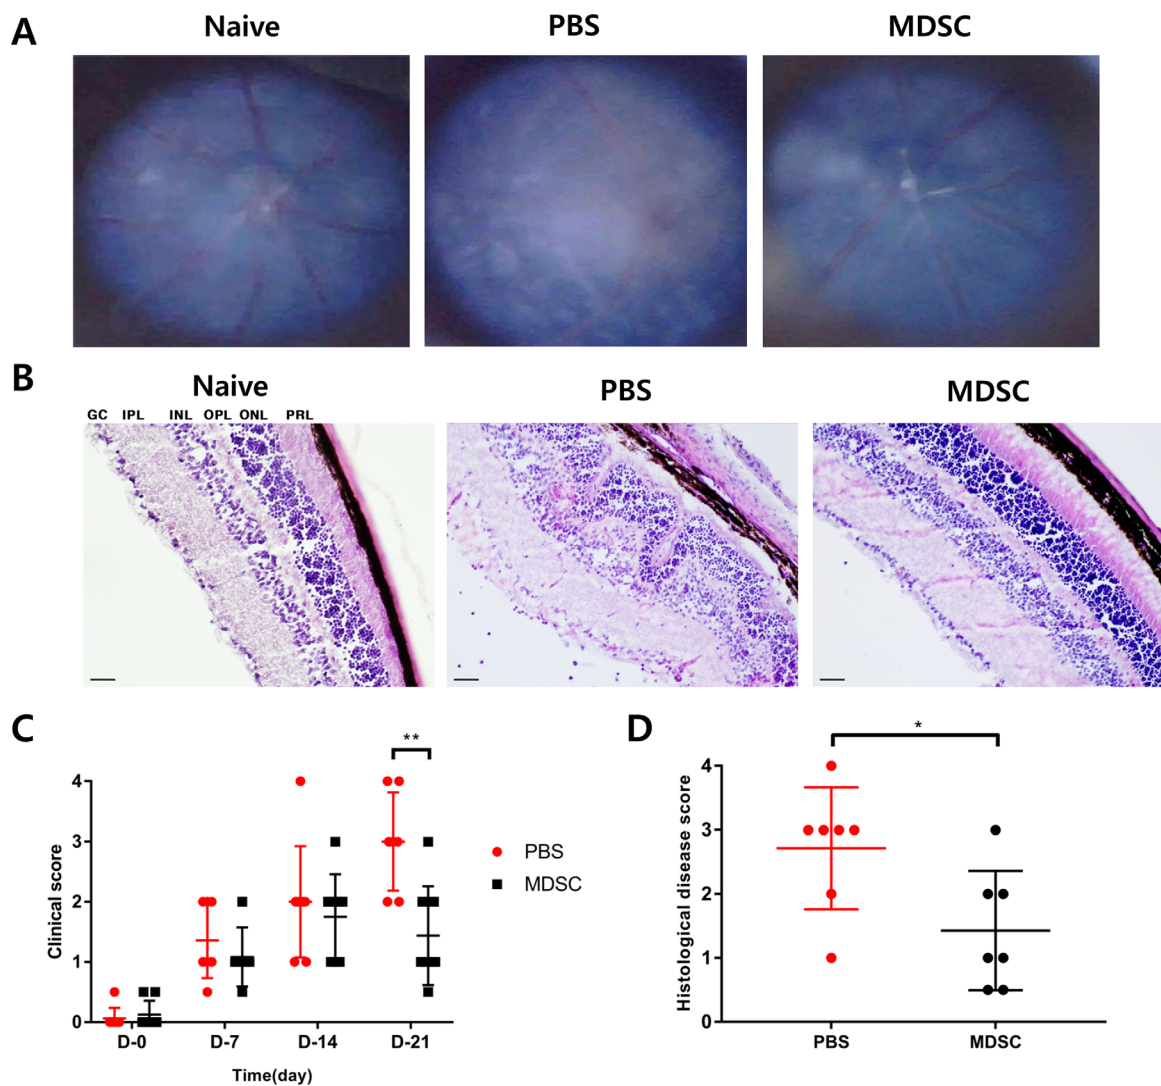 A
Naive PBS MDSC
B
Naive PBS MDSC
GC IPL INL OPL ONL PRL
C
**
4
3
2
1
0
Clinical score
D-0 D-7 D-14 D-21
Time(day)
PBS
MDSC
D
*
4
3
2
1
0
Histological disease score
PBS MDSC